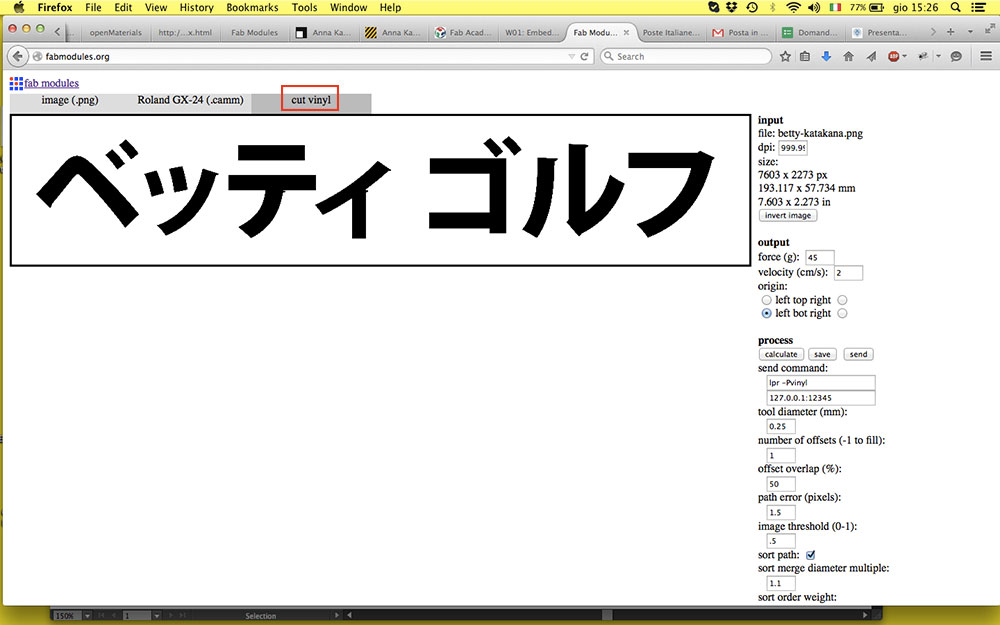 Firefox File Edit View History Bookmarks Tools Window Help 77% gio 15:26
openMaterials http:/...x.html Fab Modules Anna Ka... Anna Ka... Fab Acad... W01: Embed... Fab Modu... Poste Italiane... Posta in ... Domand... Presenta...
fabmodules.org Search
fab modules
image (.png) Roland GX-24 (.camm) cut vinyl
ベッティ ゴルフ
input
file: betty-katakana.png
dpi: 999.99
size:
7603 x 2273 px
193.117 x 57.734 mm
7.603 x 2.273 in
invert image
output
force (g): 45
velocity (cm/s): 2
origin:
left top right
left bot right
process
calculate save send
send command:
lpr -Pvinyl
127.0.0.1:12345
tool diameter (mm):
0.25
number of offsets (-1 to fill):
1
offset overlap (%):
50
path error (pixels):
1.5
image threshold (0-1):
.5
sort path:
sort merge diameter multiple:
1.1
sort order weight:
150% 1 Selection